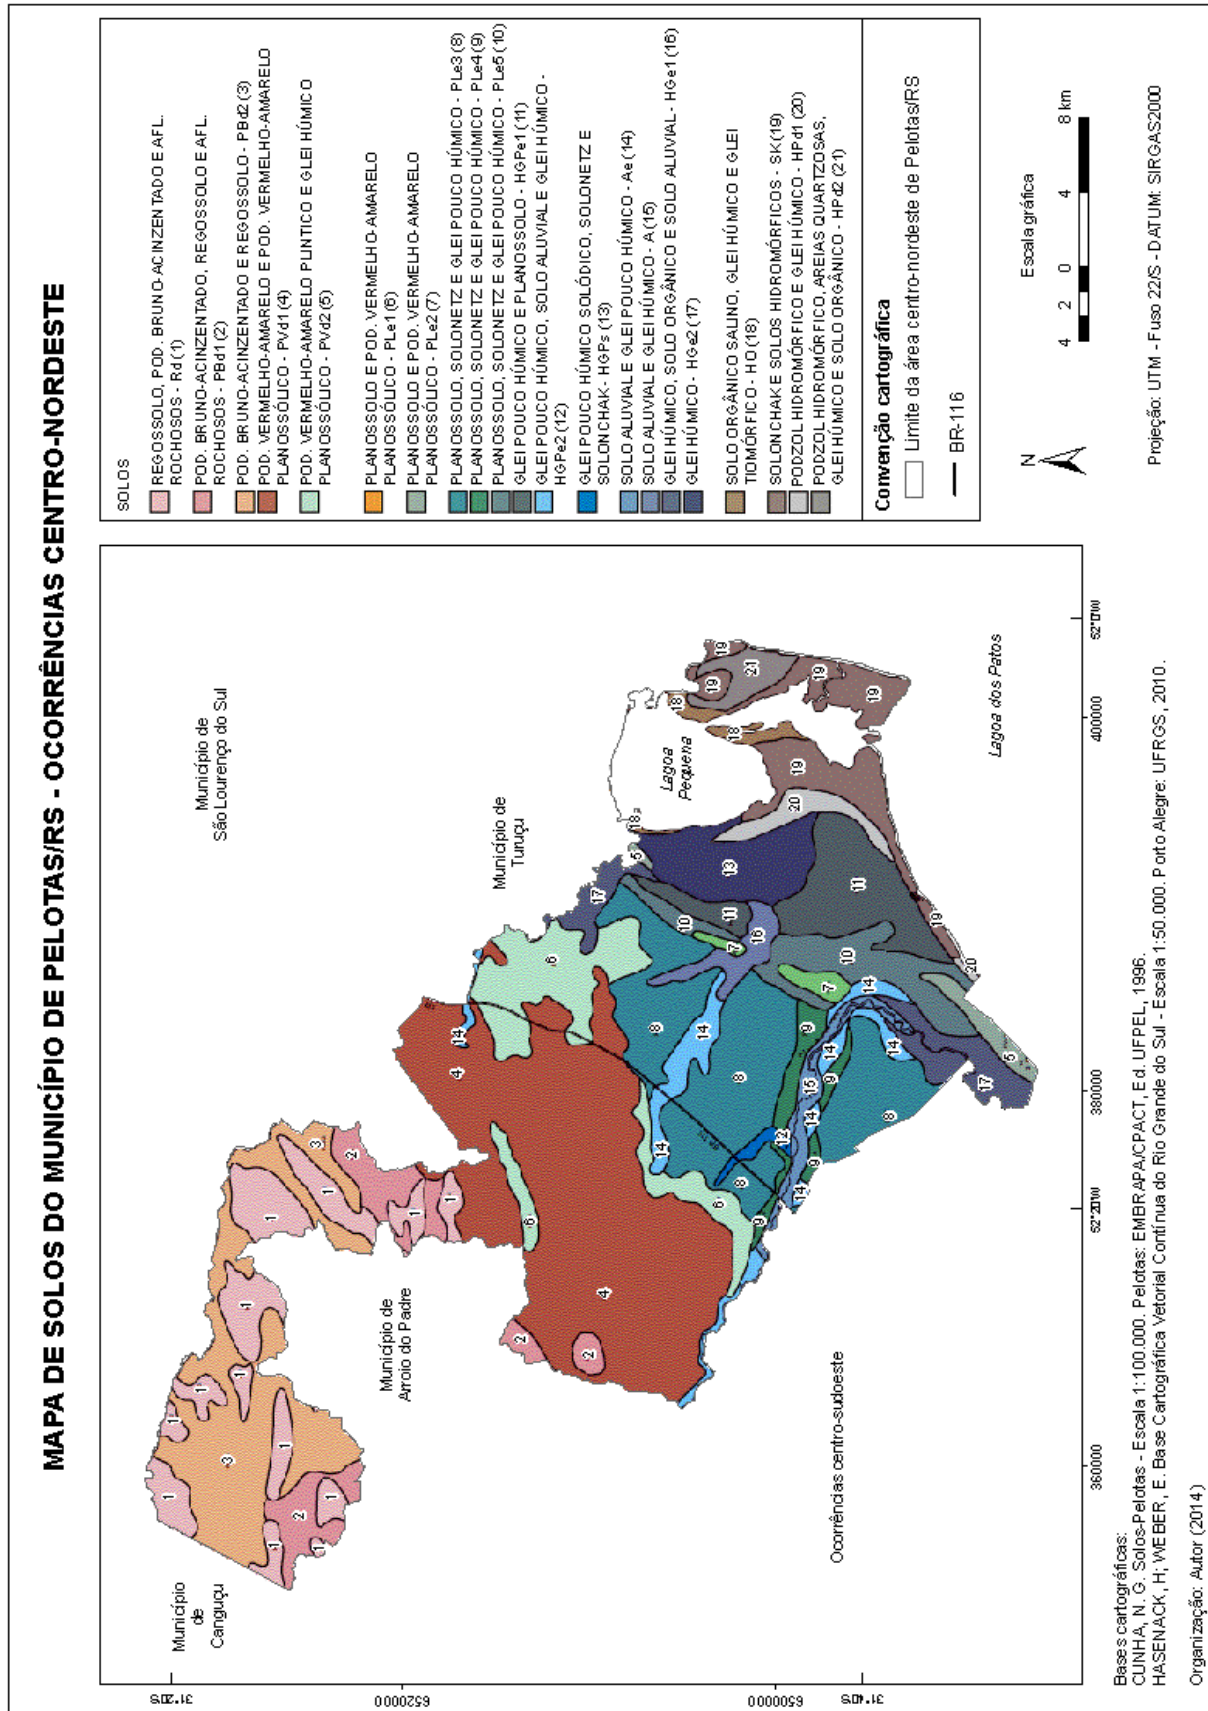 MAPA DE SOLOS DO MUNICÍPIO DE PELOTAS/RS - OCORRÊNCIAS CENTRO-NORDESTE
Município de
Canguçu
Município de
Arroio do Padre
Município de
São Lourenço do Sul
Município de
Turuçu
Lagoa
Pequena
Lagoa dos Patos
Ocorrências centro-sudoeste
31°20'S
6520000
6500000
31°40'S
360000
52°20'0"
380000
400000
52°0'0"
SOLOS
REGOSSOLO, POD. BRUNO-ACINZENTADO E AFL.
ROCHOSOS - Rd (1)
POD. BRUNO-ACINZENTADO, REGOSSOLO E AFL.
ROCHOSOS - PBd1 (2)
POD. BRUNO-ACINZENTADO E REGOSSOLO - PBd2 (3)
POD. VERMELHO-AMARELO E POD. VERMELHO-AMARELO
PLANOSSÓLICO - PVd1 (4)
POD. VERMELHO-AMARELO PLINTICO E GLEI HÚMICO
PLANOSSÓLICO - PVd2 (5)
PLANOSSOLO E POD. VERMELHO-AMARELO
PLANOSSÓLICO - PLe1 (6)
PLANOSSOLO E POD. VERMELHO-AMARELO
PLANOSSÓLICO - PLe2 (7)
PLANOSSOLO, SOLONETZ E GLEI POUCO HÚMICO - PLe3 (8)
PLANOSSOLO, SOLONETZ E GLEI POUCO HÚMICO - PLe4 (9)
PLANOSSOLO, SOLONETZ E GLEI POUCO HÚMICO - PLe5 (10)
GLEI POUCO HÚMICO E PLANOSSOLO - HGPe1 (11)
GLEI POUCO HÚMICO, SOLO ALUVIAL E GLEI HÚMICO -
HGPe2 (12)
GLEI POUCO HÚMICO SOLÓDICO, SOLONETZ E
SOLONCHAK - HGPs (13)
SOLO ALUVIAL E GLEI POUCO HÚMICO - Ae (14)
SOLO ALUVIAL E GLEI HÚMICO - A (15)
GLEI HÚMICO, SOLO ORGÂNICO E SOLO ALUVIAL - HGe1 (16)
GLEI HÚMICO - HGe2 (17)
SOLO ORGÂNICO SALINO, GLEI HÚMICO E GLEI
TIOMÓRFICO - HO (18)
SOLONCHAK E SOLOS HIDROMÓRFICOS - SK (19)
PODZOL HIDROMÓRFICO E GLEI HÚMICO - HPd1 (20)
PODZOL HIDROMÓRFICO, AREIAS QUARTZOSAS,
GLEI HÚMICO E SOLO ORGÂNICO - HPd2 (21)
Convenção cartográfica
Limite da área centro-nordeste de Pelotas/RS
BR-116
N
Escala gráfica
4 2 0 4 8 km
Projeção: UTM - Fuso 22/S - DATUM: SIRGAS2000
Bases cartográficas:
CUNHA, N. G. Solos-Pelotas - Escala 1:100.000. Pelotas: EMBRAPA/CPACT, Ed. UFPEL, 1996.
HASENACK, H; WEBER, E. Base Cartográfica Vetorial Contínua do Rio Grande do Sul - Escala 1:50.000. Porto Alegre: UFRGS, 2010.
Organização: Autor (2014)